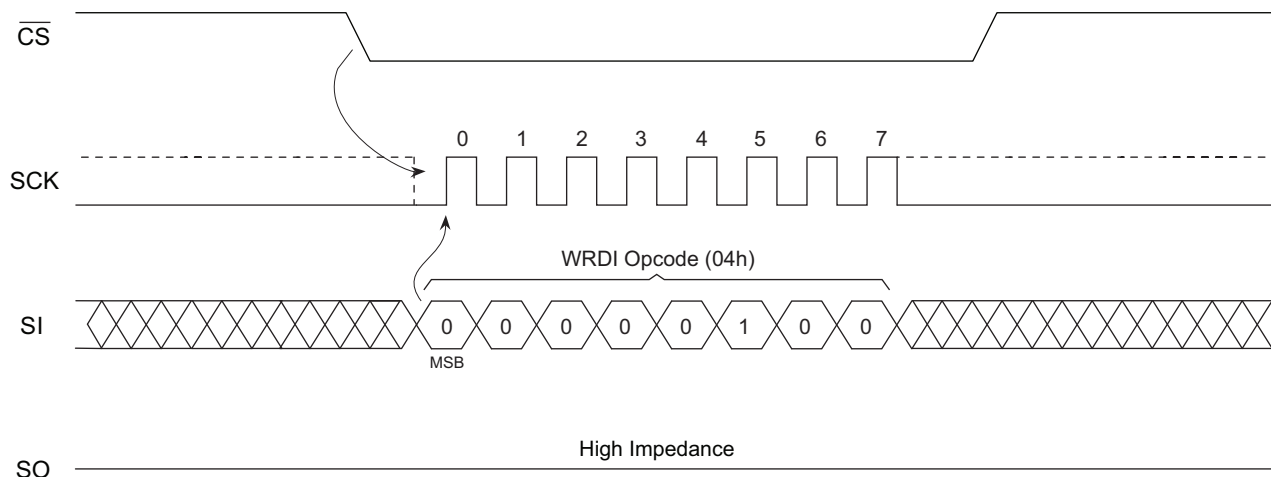 CS
0 1 2 3 4 5 6 7
SCK
WRDI Opcode (04h)
SI
0 0 0 0 0 1 0 0
MSB
High Impedance
SO